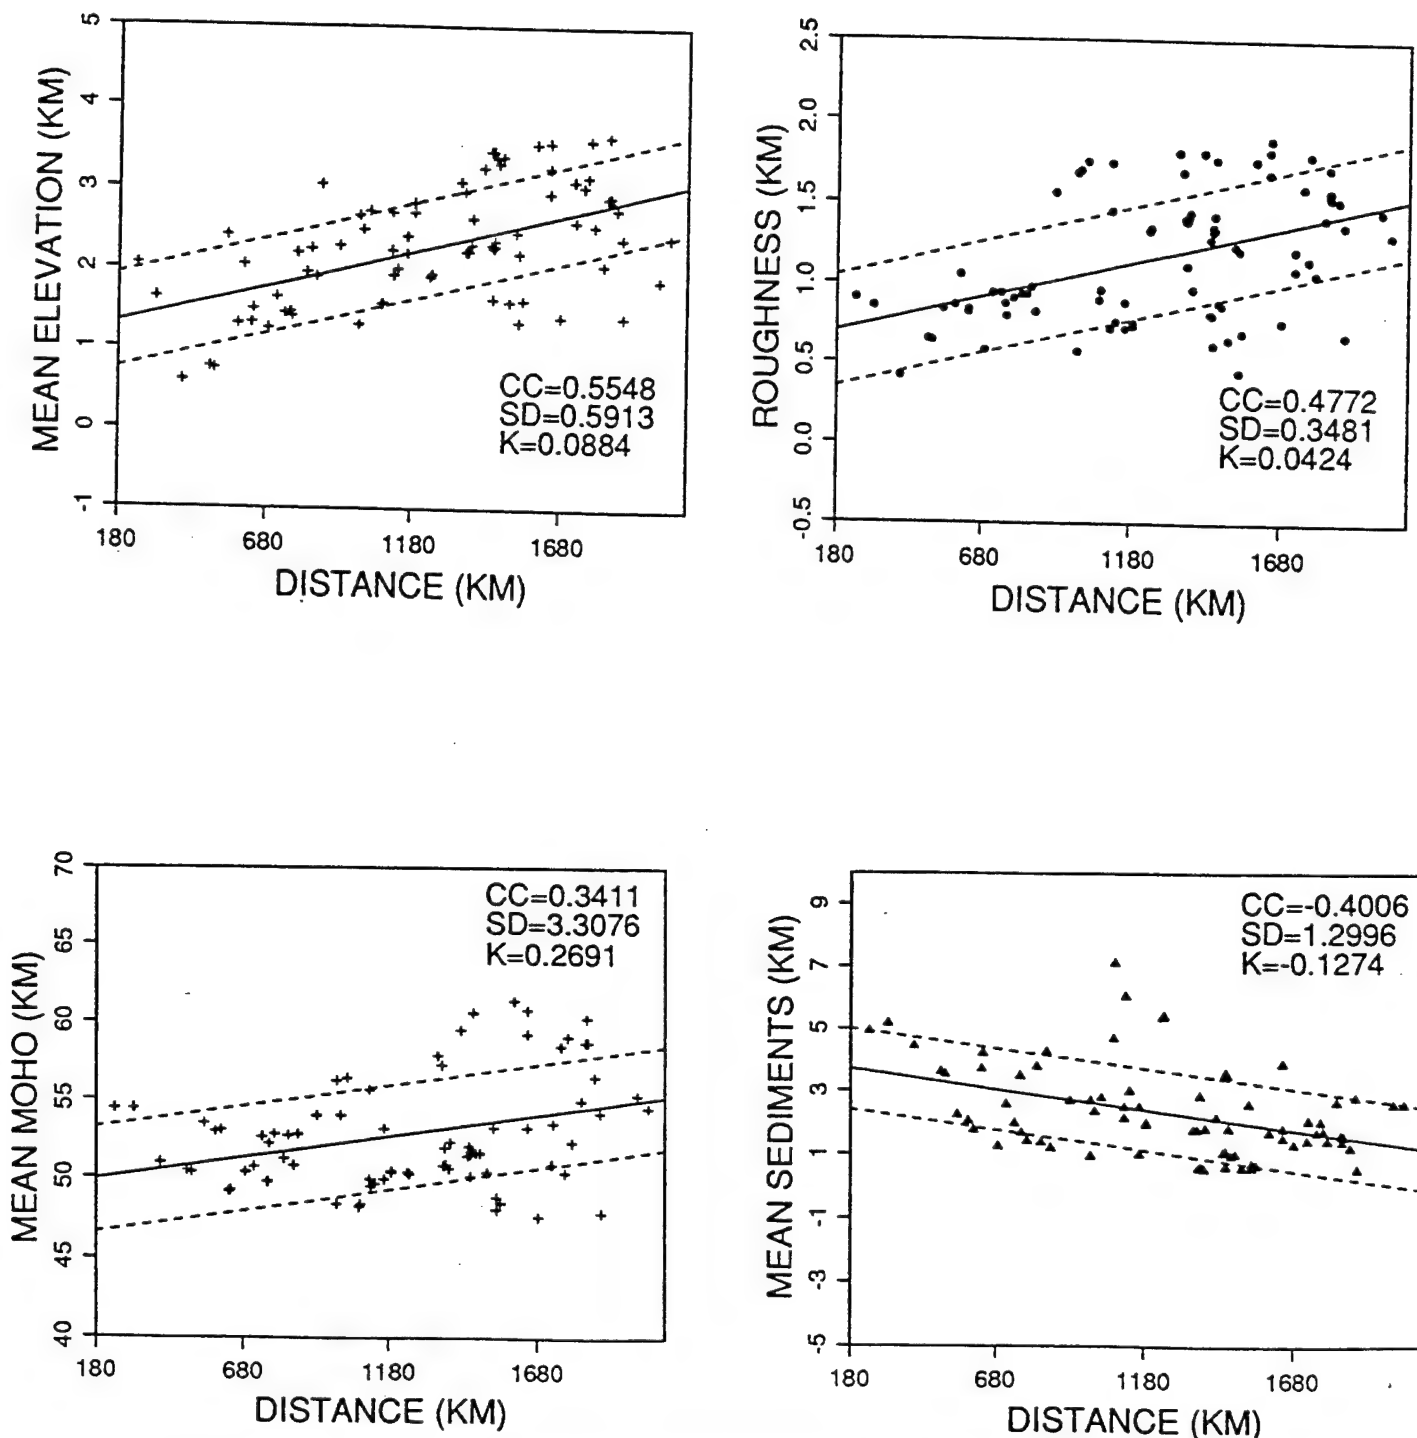 MEAN ELEVATION (KM)
5
4
3
2
1
0
-1
CC=0.5548
SD=0.5913
K=0.0884
180
680
1180
1680
DISTANCE (KM)
ROUGHNESS (KM)
2.5
2.0
1.5
1.0
0.5
0.0
-0.5
CC=0.4772
SD=0.3481
K=0.0424
180
680
1180
1680
DISTANCE (KM)
MEAN MOHO (KM)
70
65
60
55
50
45
40
CC=0.3411
SD=3.3076
K=0.2691
180
680
1180
1680
DISTANCE (KM)
MEAN SEDIMENTS (KM)
9
7
5
3
1
-1
-3
-5
CC=-0.4006
SD=1.2996
K=-0.1274
180
680
1180
1680
DISTANCE (KM)